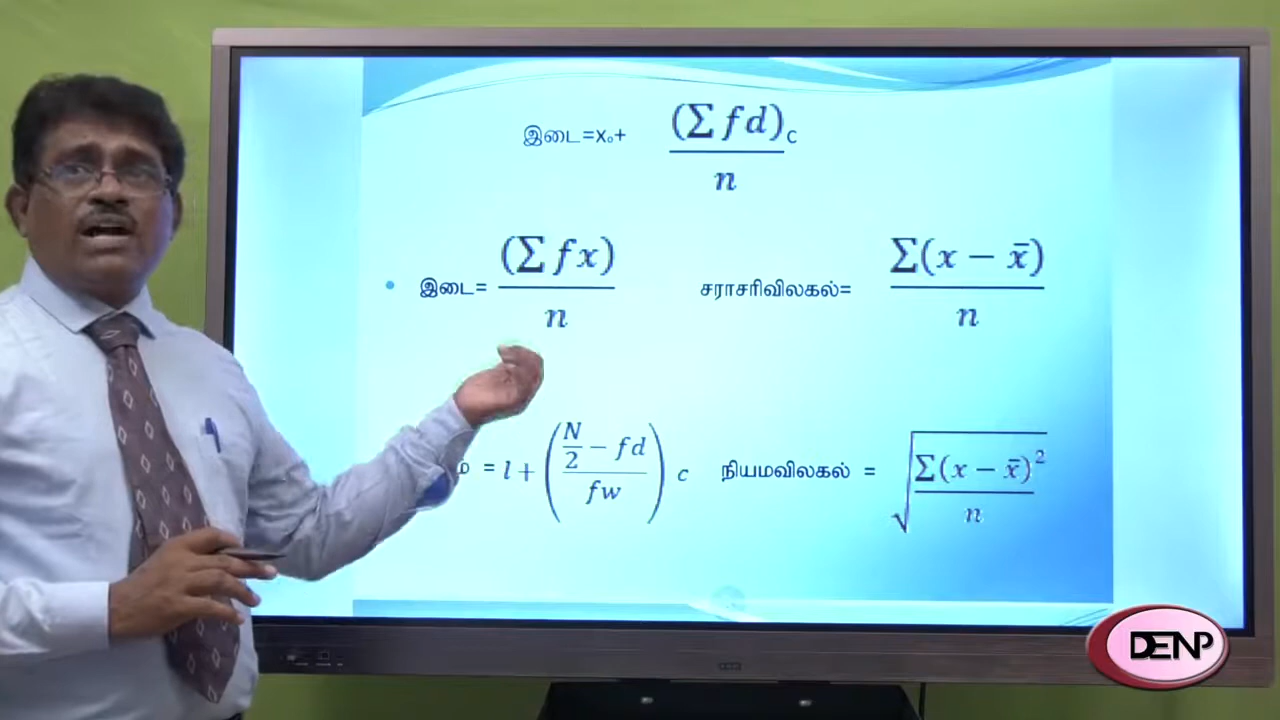 இடை=x₀+ (∑ fd)c / n
• இடை= (∑ fx) / n சராசரிவிலகல்= ∑(x − x̄) / n
= l + ((N/2 − fd) / fw) c நியமவிலகல் = √(∑(x − x̄)² / n)
DENP